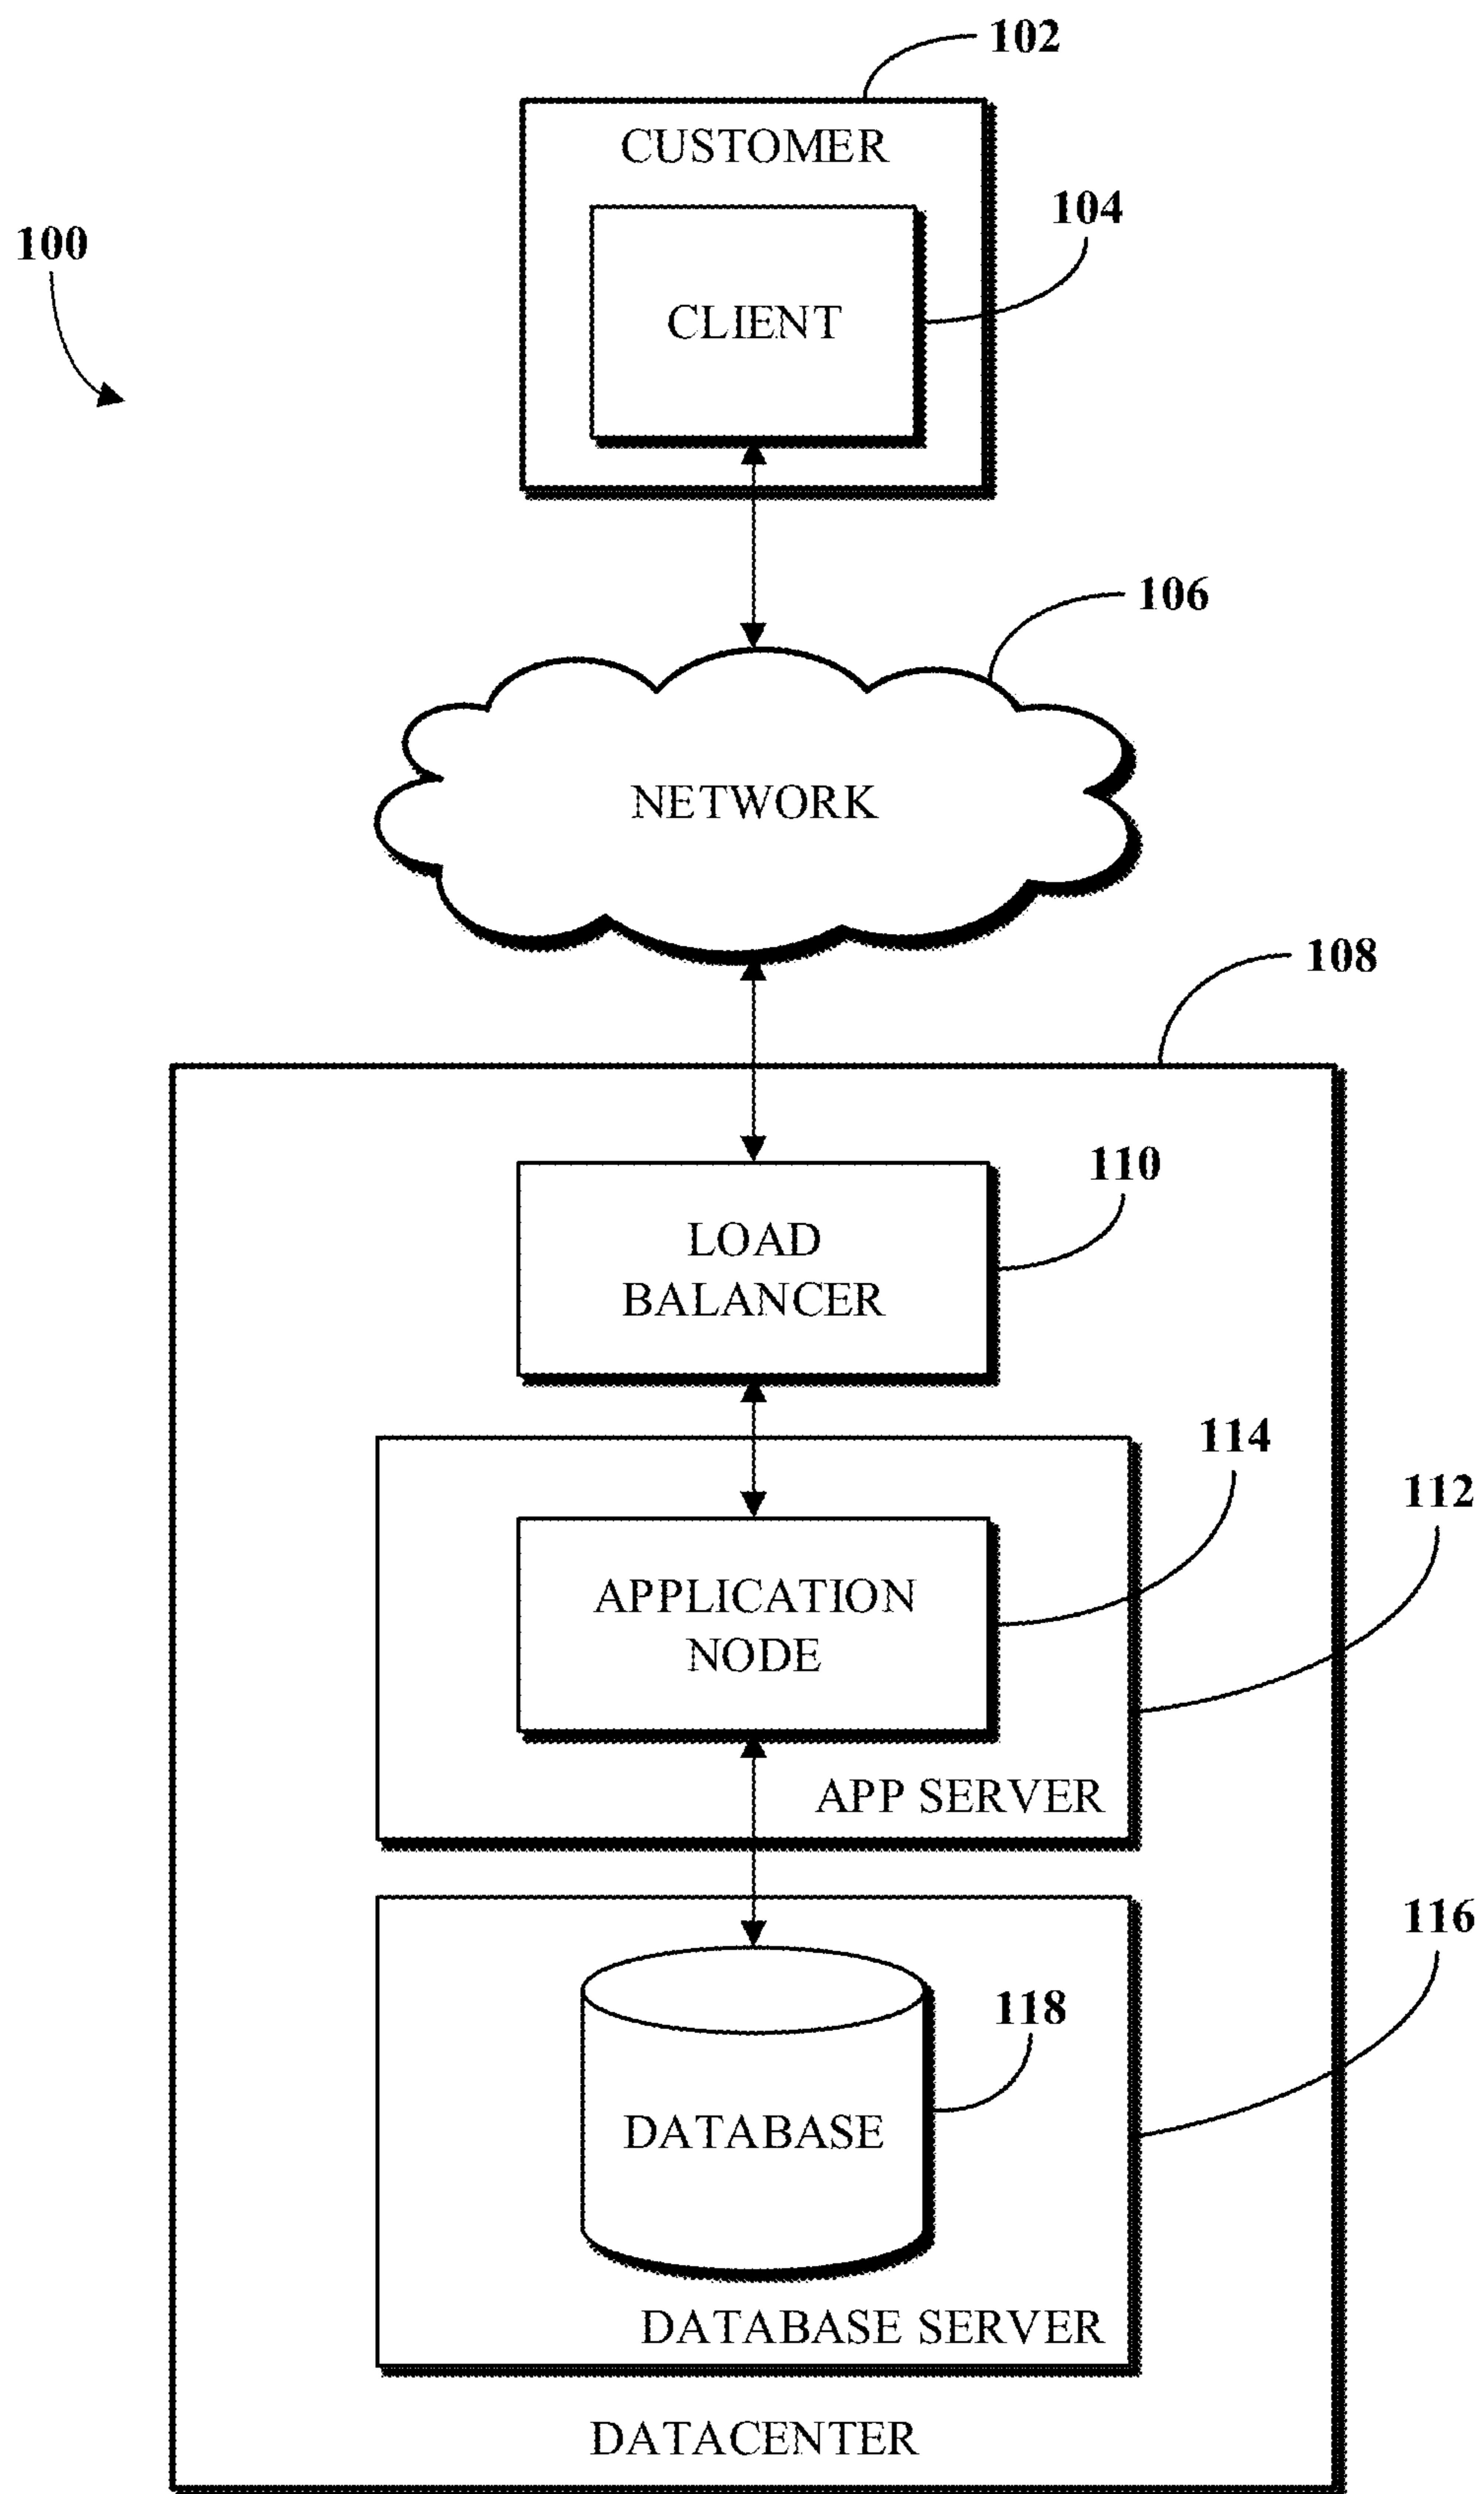 102
CUSTOMER
104
100
CLIENT
106
NETWORK
108
110
LOAD
BALANCER
114
112
APPLICATION
NODE
APP SERVER
116
118
DATABASE
DATABASE SERVER
DATACENTER